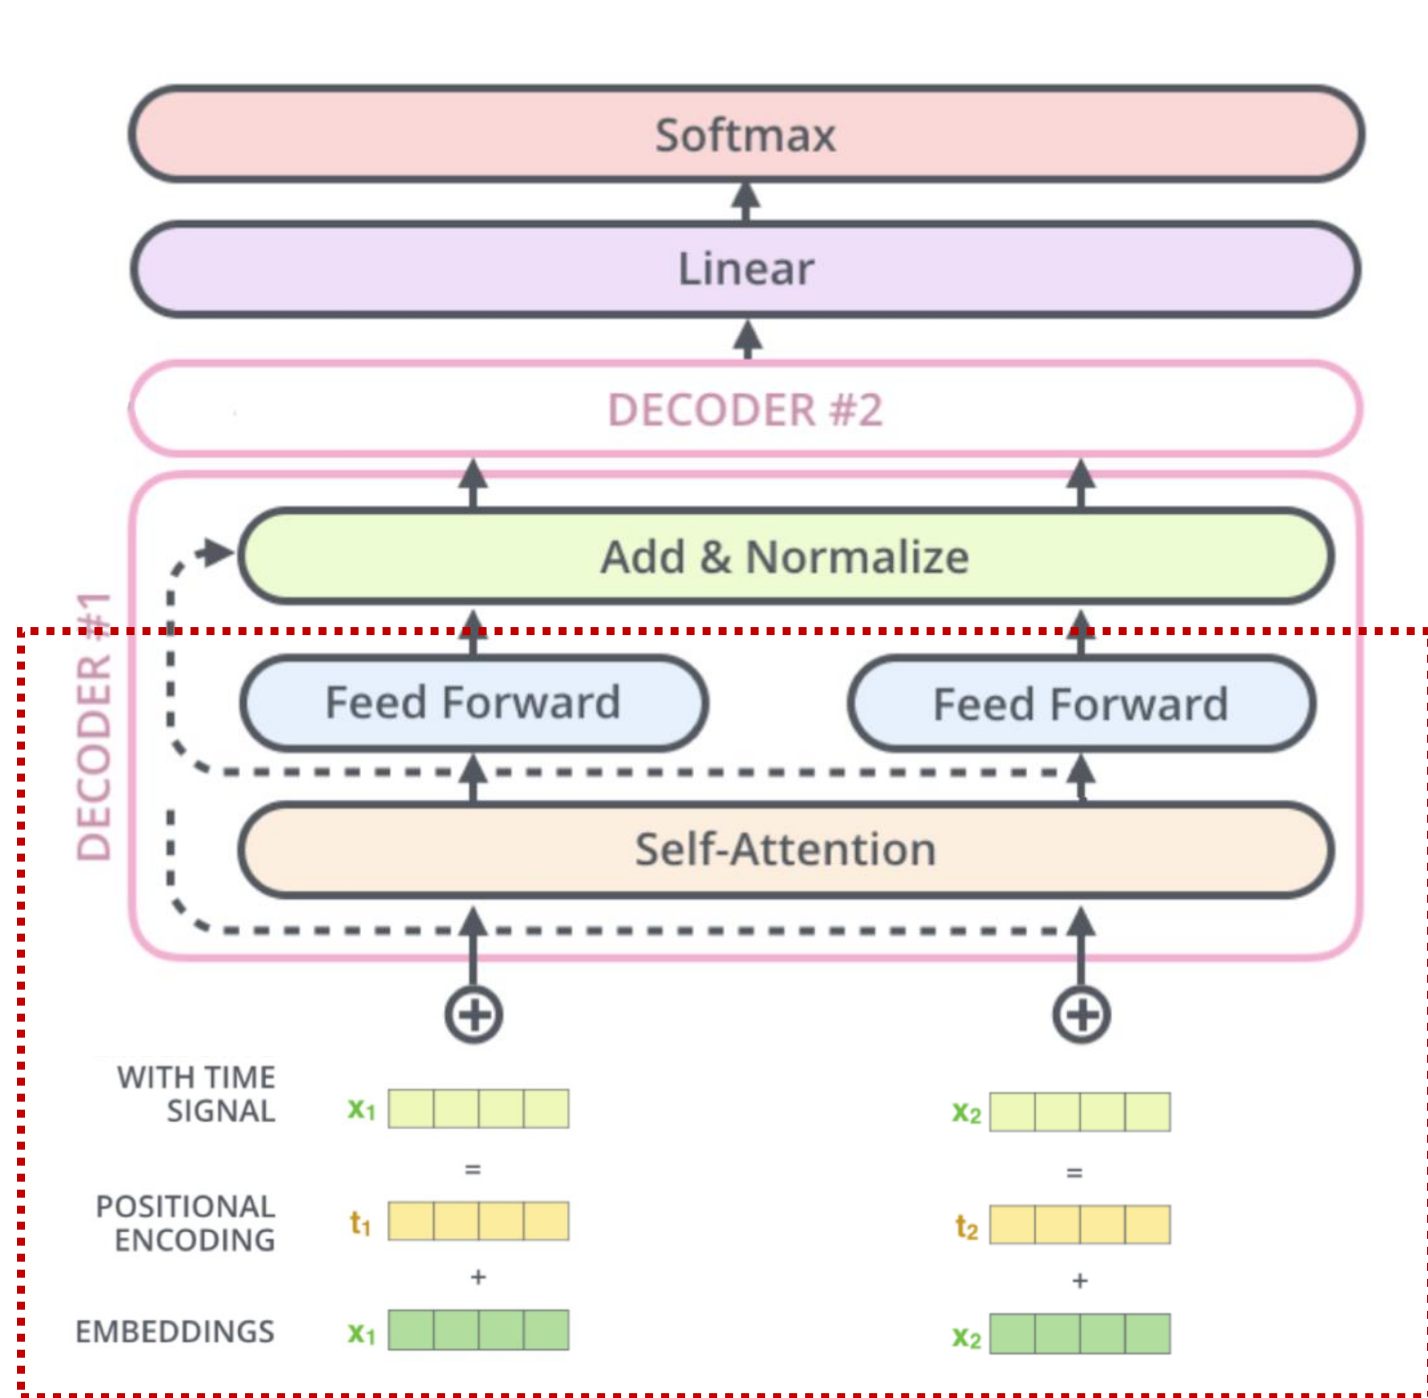 Softmax
Linear
DECODER #2
DECODER #1
Add & Normalize
Feed Forward
Feed Forward
Self-Attention
WITH TIME
SIGNAL
x₁
x₂
=
=
POSITIONAL
ENCODING
t₁
t₂
+
+
EMBEDDINGS
x₁
x₂